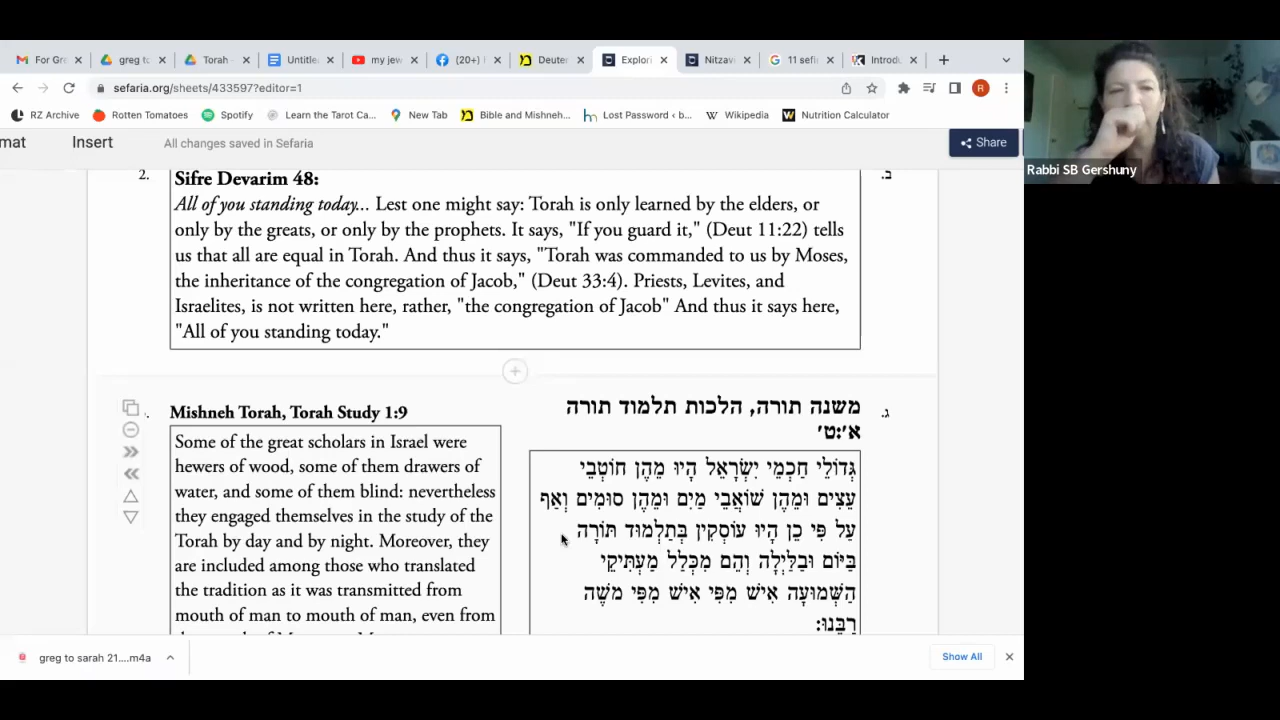 For Gre
greg to
Torah -
Untitle
my jew
(20+)
Deute
Explori
Nitzav
11 sefi
Introdu
sefaria.org/sheets/433597?editor=1
R
RZ Archive
Rotten Tomatoes
Spotify
Learn the Tarot Ca...
New Tab
Bible and Mishneh...
Lost Password ‹ b...
Wikipedia
Nutrition Calculator
mat
Insert
All changes saved in Sefaria
Share
Rabbi SB Gershuny
2.
ב.
Sifre Devarim 48:
All of you standing today... Lest one might say: Torah is only learned by the elders, or
only by the greats, or only by the prophets. It says, "If you guard it," (Deut 11:22) tells
us that all are equal in Torah. And thus it says, "Torah was commanded to us by Moses,
the inheritance of the congregation of Jacob," (Deut 33:4). Priests, Levites, and
Israelites, is not written here, rather, "the congregation of Jacob" And thus it says here,
"All of you standing today."
Mishneh Torah, Torah Study 1:9
Some of the great scholars in Israel were
hewers of wood, some of them drawers of
water, and some of them blind: nevertheless
they engaged themselves in the study of the
Torah by day and by night. Moreover, they
are included among those who translated
the tradition as it was transmitted from
mouth of man to mouth of man, even from
ג.
משנה תורה, הלכות תלמוד תורה
א׳:ט׳
גְּדוֹלֵי חַכְמֵי יִשְׂרָאֵל הָיוּ מֵהֶן חוֹטְבֵי
עֵצִים וּמֵהֶן שׁוֹאֲבֵי מַיִם וּמֵהֶן סוּמִים וְאַף
עַל פִּי כֵן הָיוּ עוֹסְקִין בְּתַלְמוּד תּוֹרָה
בַּיּוֹם וּבַלַּיְלָה וְהֵם מִכְּלַל מַעְתִּיקֵי
הַשְּׁמוּעָה אִישׁ מִפִּי אִישׁ מִפִּי משֶׁה
רַבֵּנוּ:
greg to sarah 21....m4a
Show All